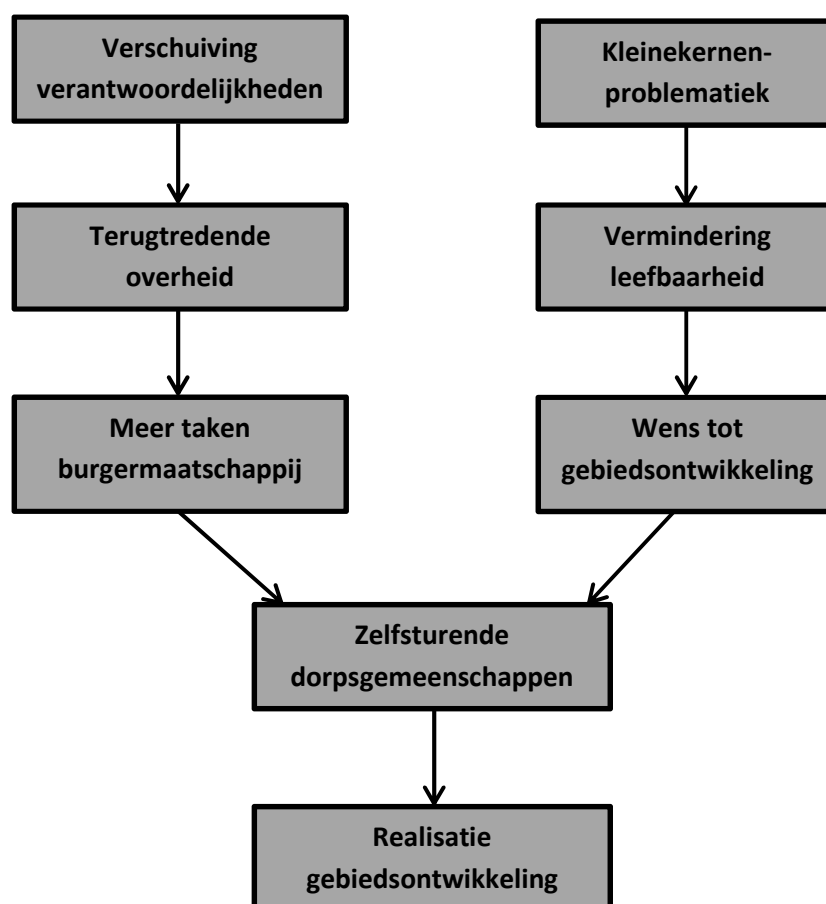 Verschuiving
verantwoordelijkheden
Kleinekernen-
problematiek
Terugtredende
overheid
Vermindering
leefbaarheid
Meer taken
burgermaatschappij
Wens tot
gebiedsontwikkeling
Zelfsturende
dorpsgemeenschappen
Realisatie
gebiedsontwikkeling